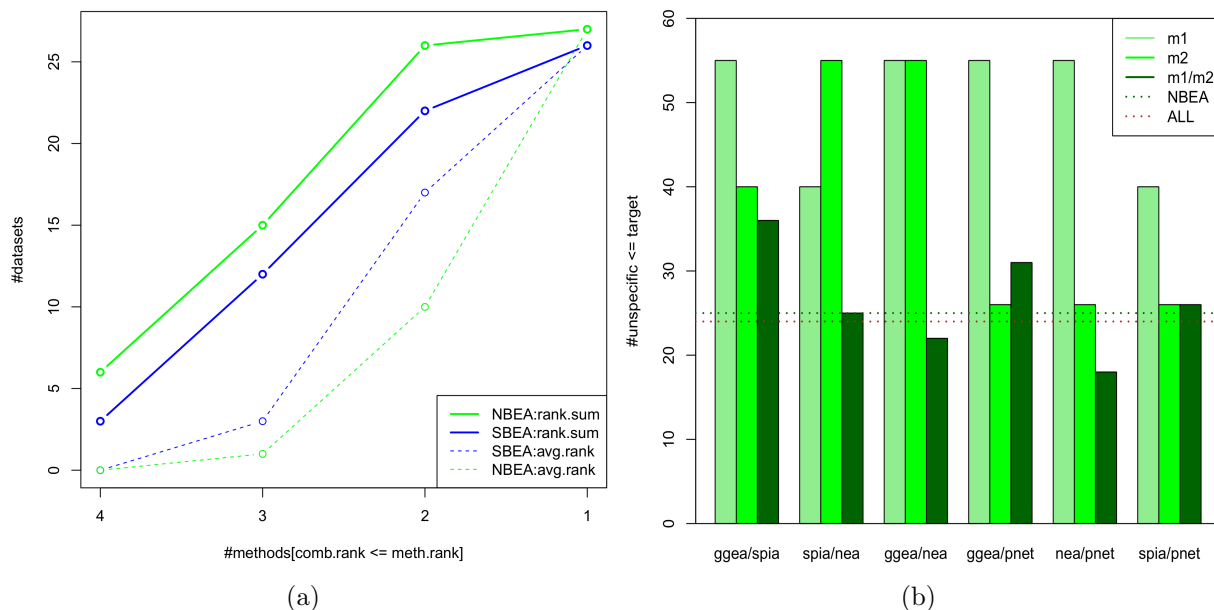 #datasets
25
20
15
10
5
0
4 3 2 1
#methods[comb.rank <= meth.rank]
NBEA:rank.sum
SBEA:rank.sum
SBEA:avg.rank
NBEA:avg.rank
(a)
#unspecific <= target
60
50
40
30
20
10
0
m1
m2
m1/m2
NBEA
ALL
ggea/spia spia/nea ggea/nea ggea/pnet nea/pnet spia/pnet
(b)